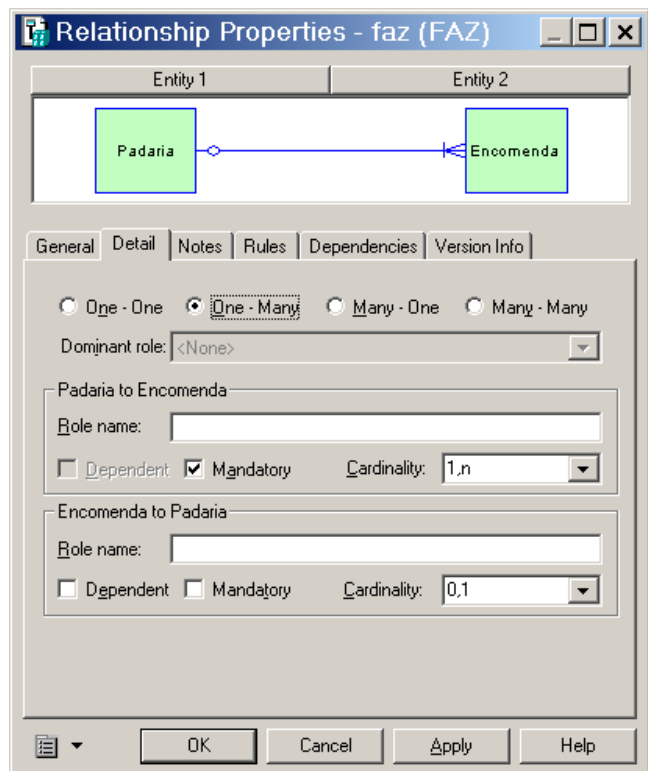 Relationship Properties - faz (FAZ)
Entity 1 Entity 2
Padaria Encomenda
General Detail Notes Rules Dependencies Version Info
One - One One - Many Many - One Many - Many
Dominant role: <None>
Padaria to Encomenda
Role name:
Dependent Mandatory Cardinality: 1,n
Encomenda to Padaria
Role name:
Dependent Mandatory Cardinality: 0,1
OK Cancel Apply Help